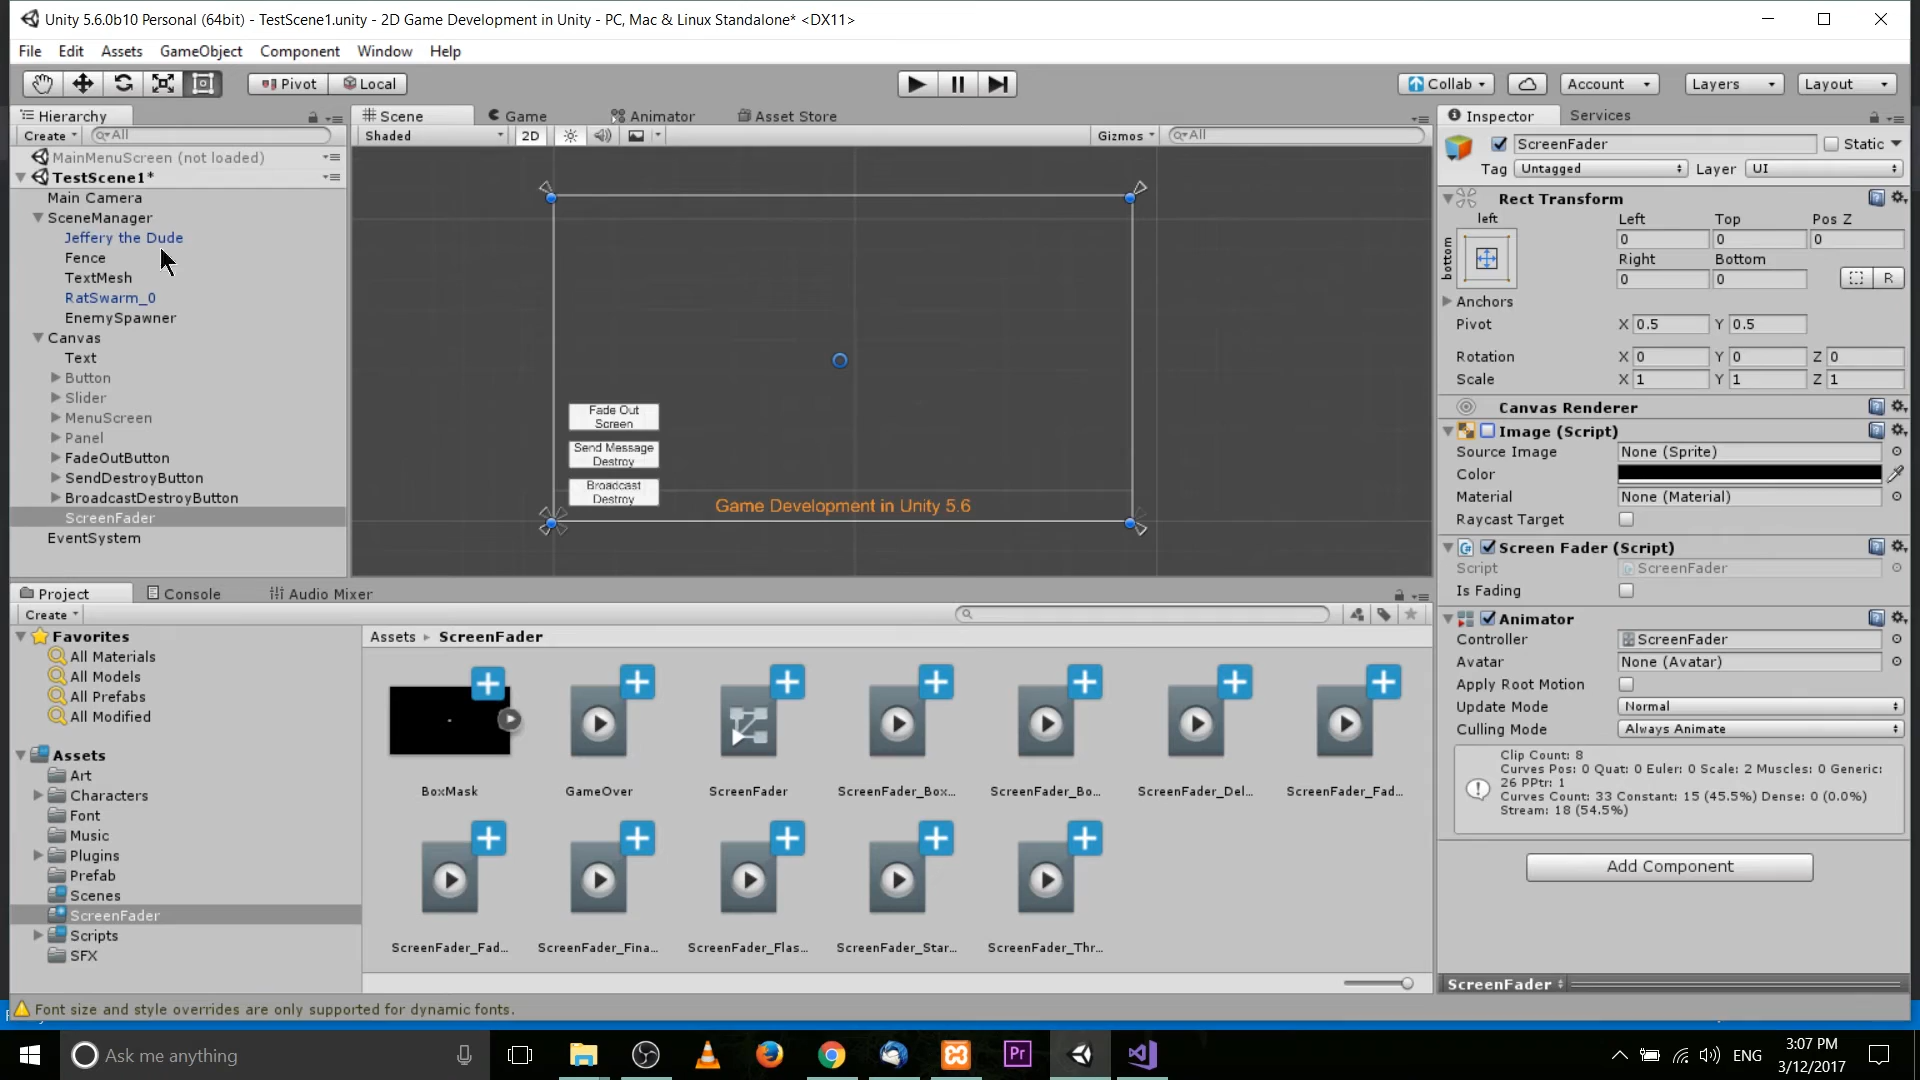 Unity 5.6.0b10 Personal (64bit) - TestScene1.unity - 2D Game Development in Unity - PC, Mac & Linux Standalone* <DX11>
File Edit Assets GameObject Component Window Help
Pivot Local Collab Account Layers Layout
Hierarchy
Create All
MainMenuScreen (not loaded)
TestScene1*
Main Camera
SceneManager
Jeffery the Dude
Fence
TextMesh
RatSwarm_0
EnemySpawner
Canvas
Text
Button
Slider
MenuScreen
Panel
FadeOutButton
SendDestroyButton
BroadcastDestroyButton
ScreenFader
EventSystem
Scene Game Animator Asset Store
Shaded 2D Gizmos All
Fade Out
Screen
Send Message
Destroy
Broadcast
Destroy
Game Development in Unity 5.6
Inspector Services
ScreenFader Static
Tag Untagged Layer UI
Rect Transform
left Left Top Pos Z
bottom 0 0 0
Right Bottom
0 0 R
Anchors
Pivot X 0.5 Y 0.5
Rotation X 0 Y 0 Z 0
Scale X 1 Y 1 Z 1
Canvas Renderer
Image (Script)
Source Image None (Sprite)
Color
Material None (Material)
Raycast Target
Screen Fader (Script)
Script ScreenFader
Is Fading
Animator
Controller ScreenFader
Avatar None (Avatar)
Apply Root Motion
Update Mode Normal
Culling Mode Always Animate
Clip Count: 8
Curves Pos: 0 Quat: 0 Euler: 0 Scale: 2 Muscles: 0 Generic:
26 PPtr: 1
Curves Count: 33 Constant: 15 (45.5%) Dense: 0 (0.0%)
Stream: 18 (54.5%)
Add Component
ScreenFader
Project Console Audio Mixer
Create
Favorites
All Materials
All Models
All Prefabs
All Modified
Assets
Art
Characters
Font
Music
Plugins
Prefab
Scenes
ScreenFader
Scripts
SFX
Assets ScreenFader
BoxMask GameOver ScreenFader ScreenFader_Box... ScreenFader_Bo... ScreenFader_Del... ScreenFader_Fad...
ScreenFader_Fad... ScreenFader_Fina... ScreenFader_Flas... ScreenFader_Star... ScreenFader_Thr...
Font size and style overrides are only supported for dynamic fonts.
Ask me anything
Pr
ENG
3:07 PM
3/12/2017